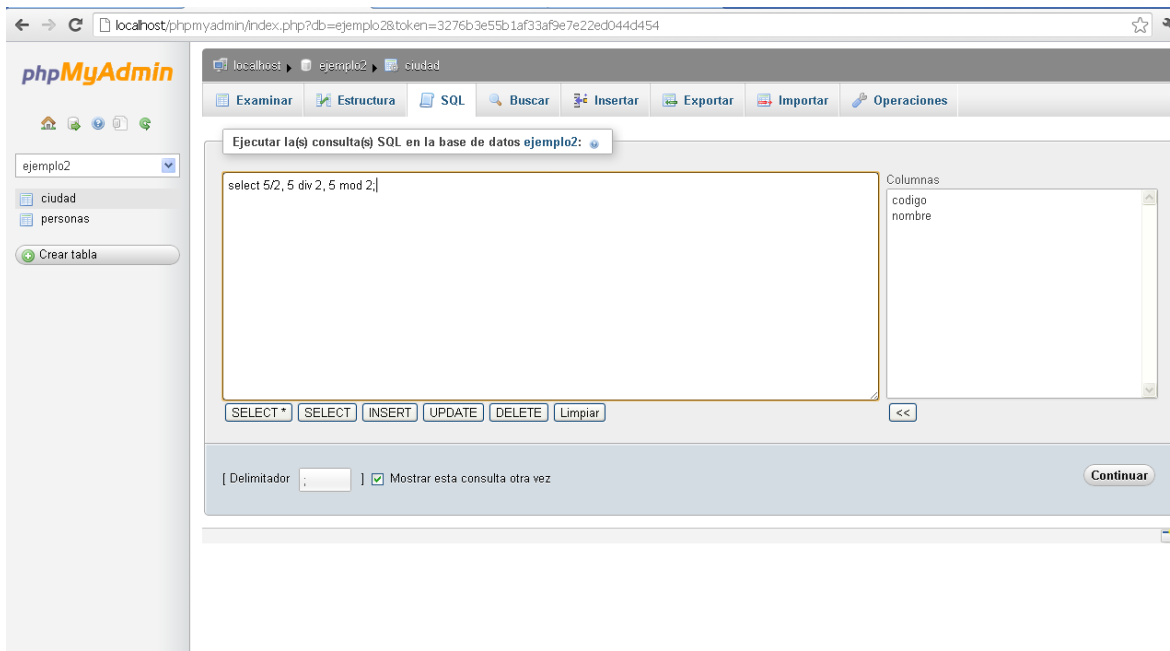 localhost/phpmyadmin/index.php?db=ejemplo2&token=3276b3e55b1af33af9e7e22ed044d454
phpMyAdmin
localhost ejemplo2 ciudad
Examinar Estructura SQL Buscar Insertar Exportar Importar Operaciones
Ejecutar la(s) consulta(s) SQL en la base de datos ejemplo2:
ejemplo2
ciudad
personas
Crear tabla
select 5/2, 5 div 2, 5 mod 2;
Columnas
codigo
nombre
SELECT * SELECT INSERT UPDATE DELETE Limpiar <<
[ Delimitador ; ] Mostrar esta consulta otra vez
Continuar